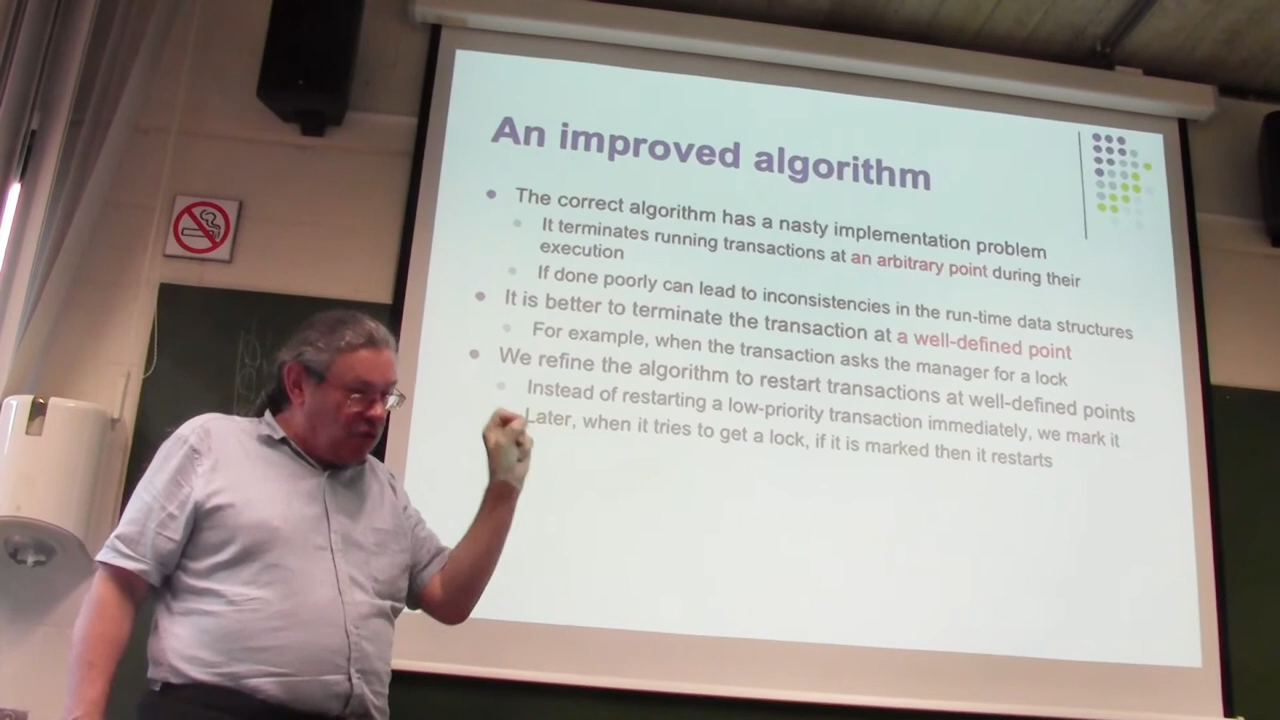 An improved algorithm
The correct algorithm has a nasty implementation problem
It terminates running transactions at an arbitrary point during their
execution
If done poorly can lead to inconsistencies in the run-time data structures
It is better to terminate the transaction at a well-defined point
For example, when the transaction asks the manager for a lock
We refine the algorithm to restart transactions at well-defined points
Instead of restarting a low-priority transaction immediately, we mark it
Later, when it tries to get a lock, if it is marked then it restarts